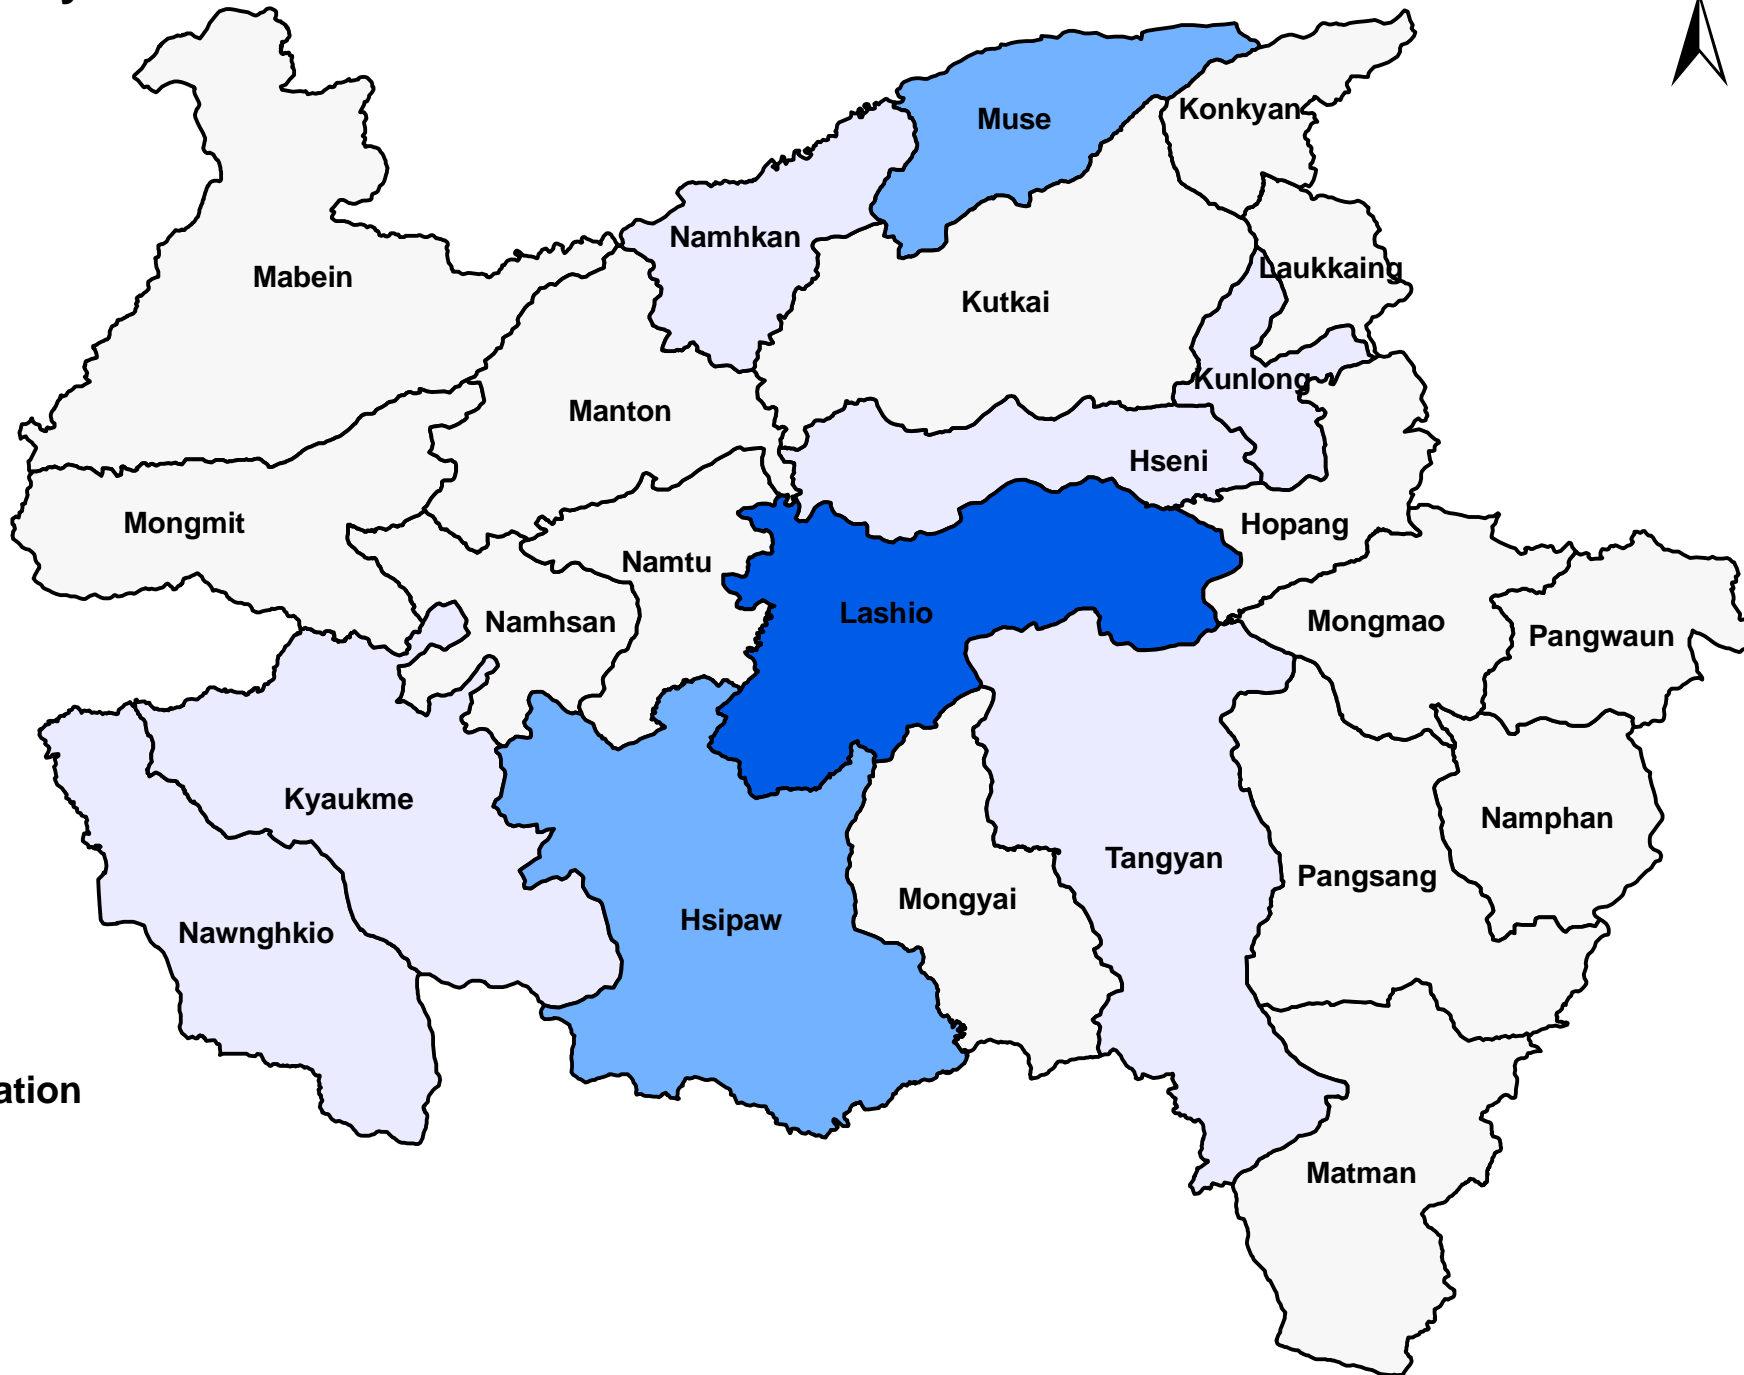 Muse
Konkyan
Namhkan
Laukkaing
Mabein
Kutkai
Kunlong
Manton
Hseni
Mongmit
Hopang
Namtu
Lashio
Namhsan
Mongmao
Pangwaun
Kyaukme
Namphan
Tangyan
Pangsang
Mongyai
Hsipaw
Nawnghkio
ation
Matman